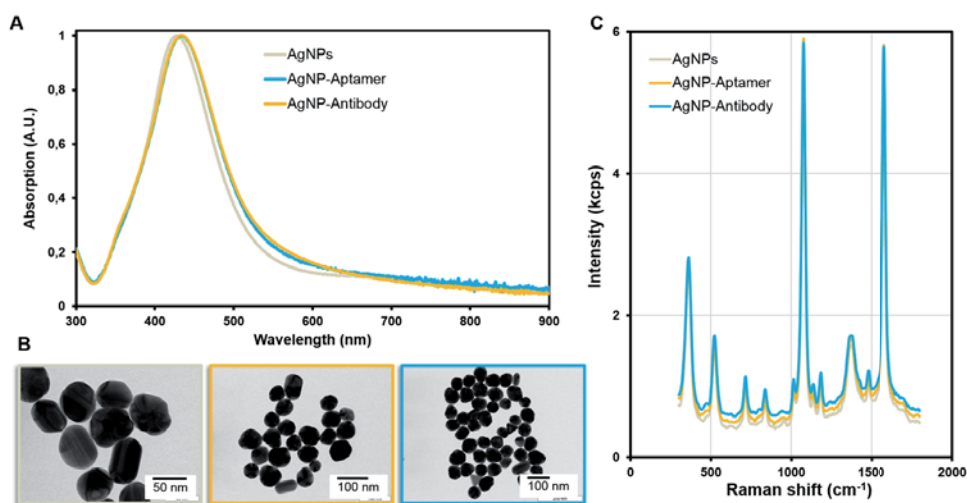 A
1
0,8
0,6
0,4
0,2
0
Absorption (A.U.)
AgNPs
AgNP-Aptamer
AgNP-Antibody
300 400 500 600 700 800 900
Wavelength (nm)
B
50 nm
100 nm
100 nm
C
6
4
2
0
Intensity (kcps)
AgNPs
AgNP-Aptamer
AgNP-Antibody
0 500 1000 1500 2000
Raman shift (cm⁻¹)